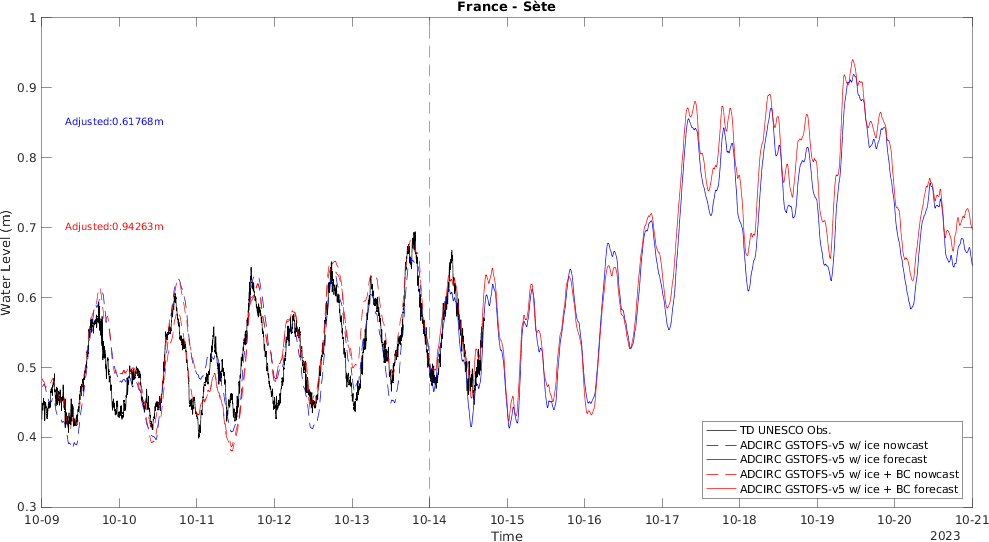 France - Sète
1
0.9
0.8
0.7
0.6
0.5
0.4
0.3
Water Level (m)
Adjusted:0.61768m
Adjusted:0.94263m
TD UNESCO Obs.
ADCIRC GSTOFS-v5 w/ ice nowcast
ADCIRC GSTOFS-v5 w/ ice forecast
ADCIRC GSTOFS-v5 w/ ice + BC nowcast
ADCIRC GSTOFS-v5 w/ ice + BC forecast
10-09 10-10 10-11 10-12 10-13 10-14 10-15 10-16 10-17 10-18 10-19 10-20 10-21
Time
2023